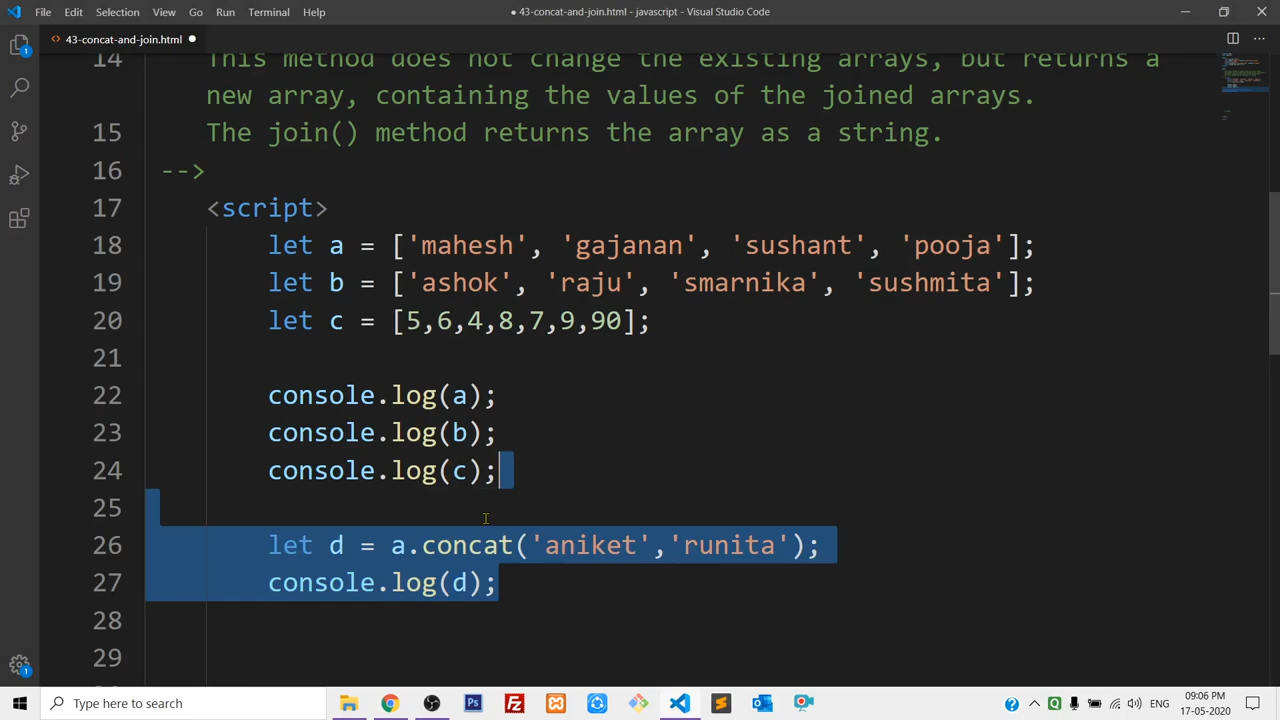 File Edit Selection View Go Run Terminal Help
● 43-concat-and-join.html - javascript - Visual Studio Code
<> 43-concat-and-join.html ●
14 This method does not change the existing arrays, but returns a
new array, containing the values of the joined arrays.
15 The join() method returns the array as a string.
16 -->
17 <script>
18 let a = ['mahesh', 'gajanan', 'sushant', 'pooja'];
19 let b = ['ashok', 'raju', 'smarnika', 'sushmita'];
20 let c = [5,6,4,8,7,9,90];
21
22 console.log(a);
23 console.log(b);
24 console.log(c);
25
26 let d = a.concat('aniket','runita');
27 console.log(d);
28
29
1
1
Type here to search
Ps
Fz
ENG
09:06 PM
17-05-2020